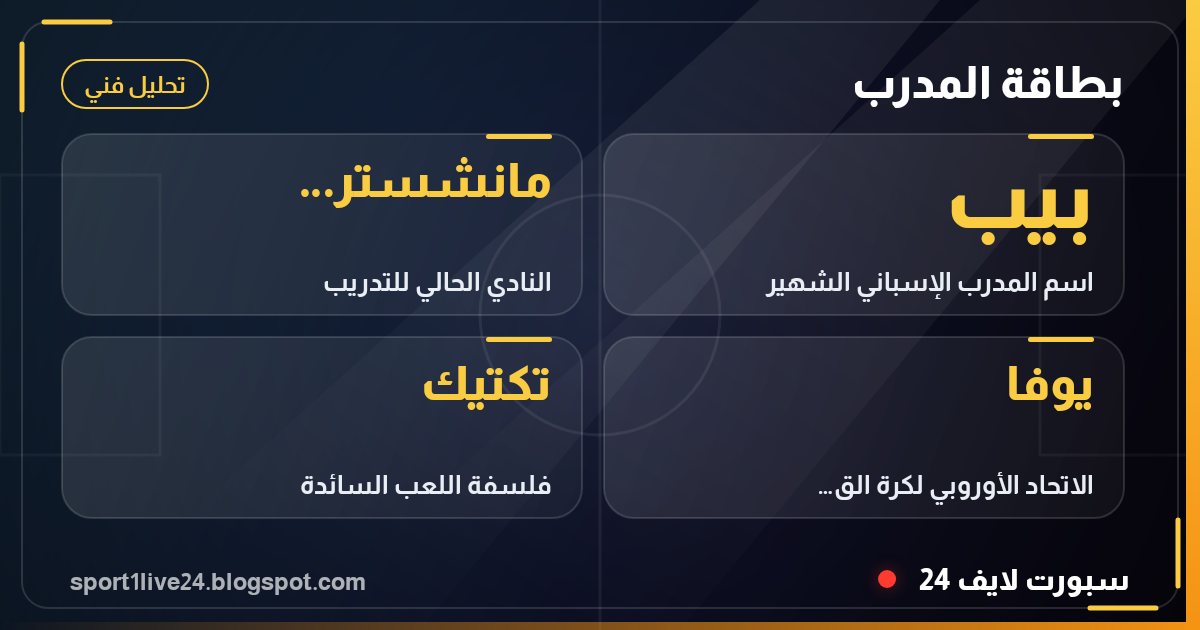 بطاقة المدرب
تحليل فني
بيب
اسم المدرب الإسباني الشهير
مانشستر...
النادي الحالي للتدريب
يوفا
الاتحاد الأوروبي لكرة الق...
تكتيك
فلسفة اللعب السائدة
سبورت لايف 24
sport1live24.blogspot.com